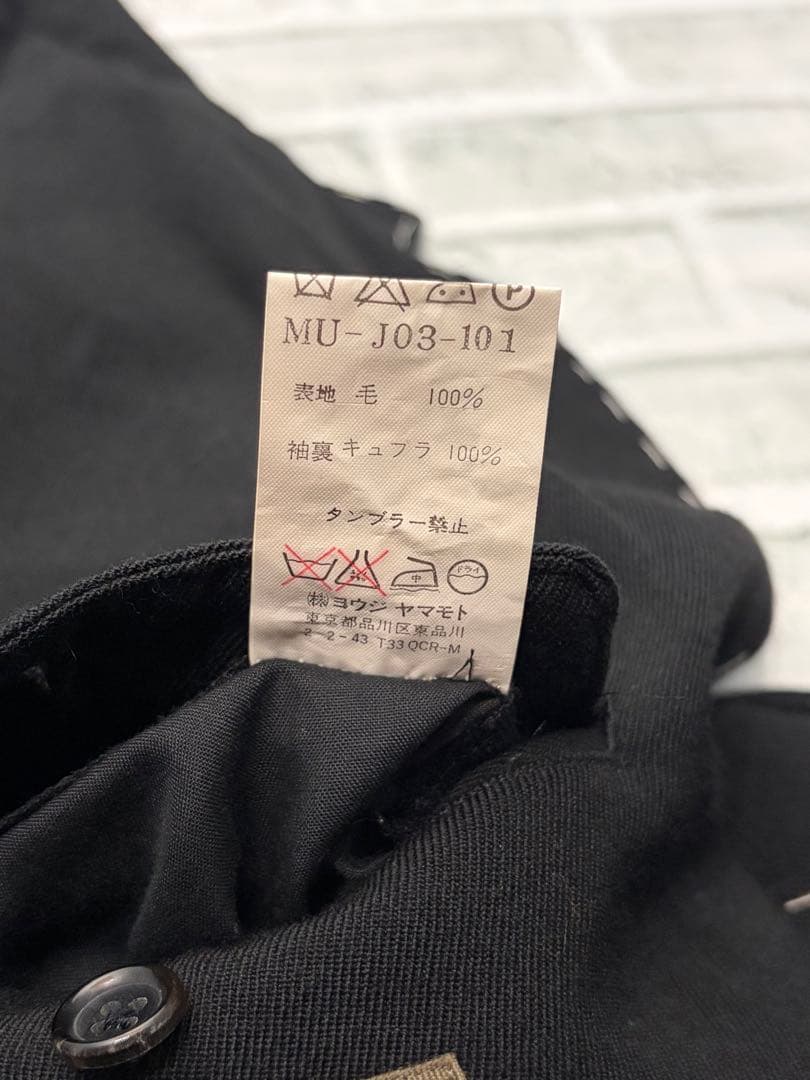 P
MU-J03-101
表地 毛 100%
袖裏 キュプラ 100%
タンブラー禁止
中 ドライ
㈱ヨウジ ヤマモト
東京都品川区東品川
2-2-43 T33 QCR-M